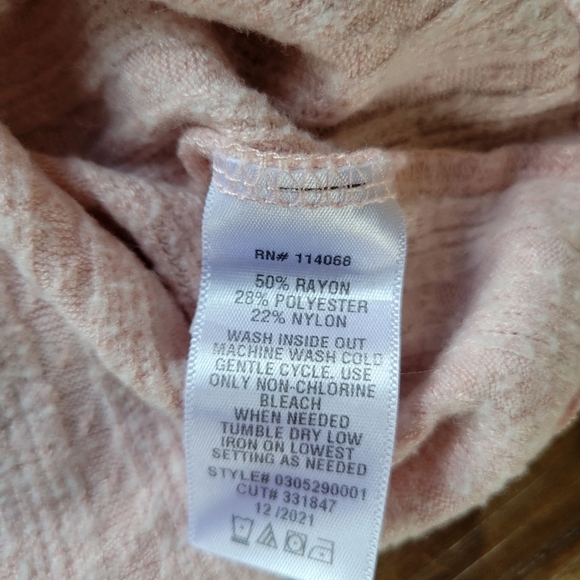 RN# 114068
50% RAYON
28% POLYESTER
22% NYLON
WASH INSIDE OUT
MACHINE WASH COLD
GENTLE CYCLE. USE
ONLY NON-CHLORINE
BLEACH
WHEN NEEDED
TUMBLE DRY LOW
IRON ON LOWEST
SETTING AS NEEDED
STYLE# 0305290001
CUT# 331847
12 /2021